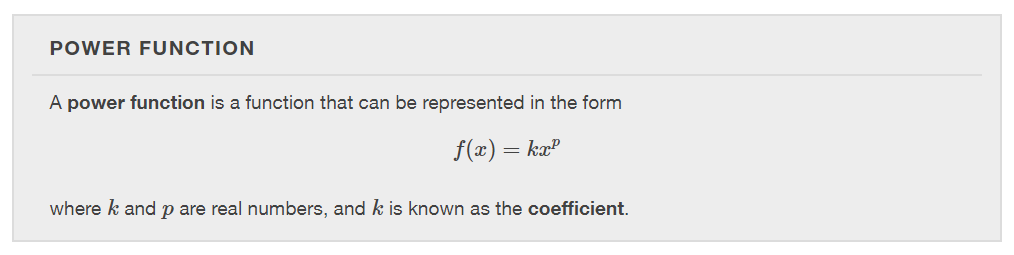 POWER FUNCTION
A power function is a function that can be represented in the form
f(x) = kx^p
where k and p are real numbers, and k is known as the coefficient.